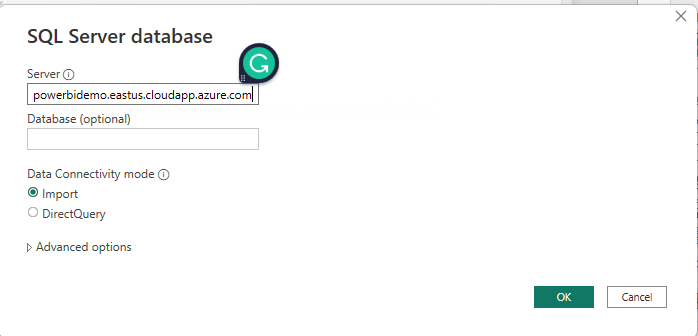 SQL Server database
Server
powerbidemo.eastus.cloudapp.azure.com
Database (optional)
Data Connectivity mode
Import
DirectQuery
Advanced options
OK Cancel